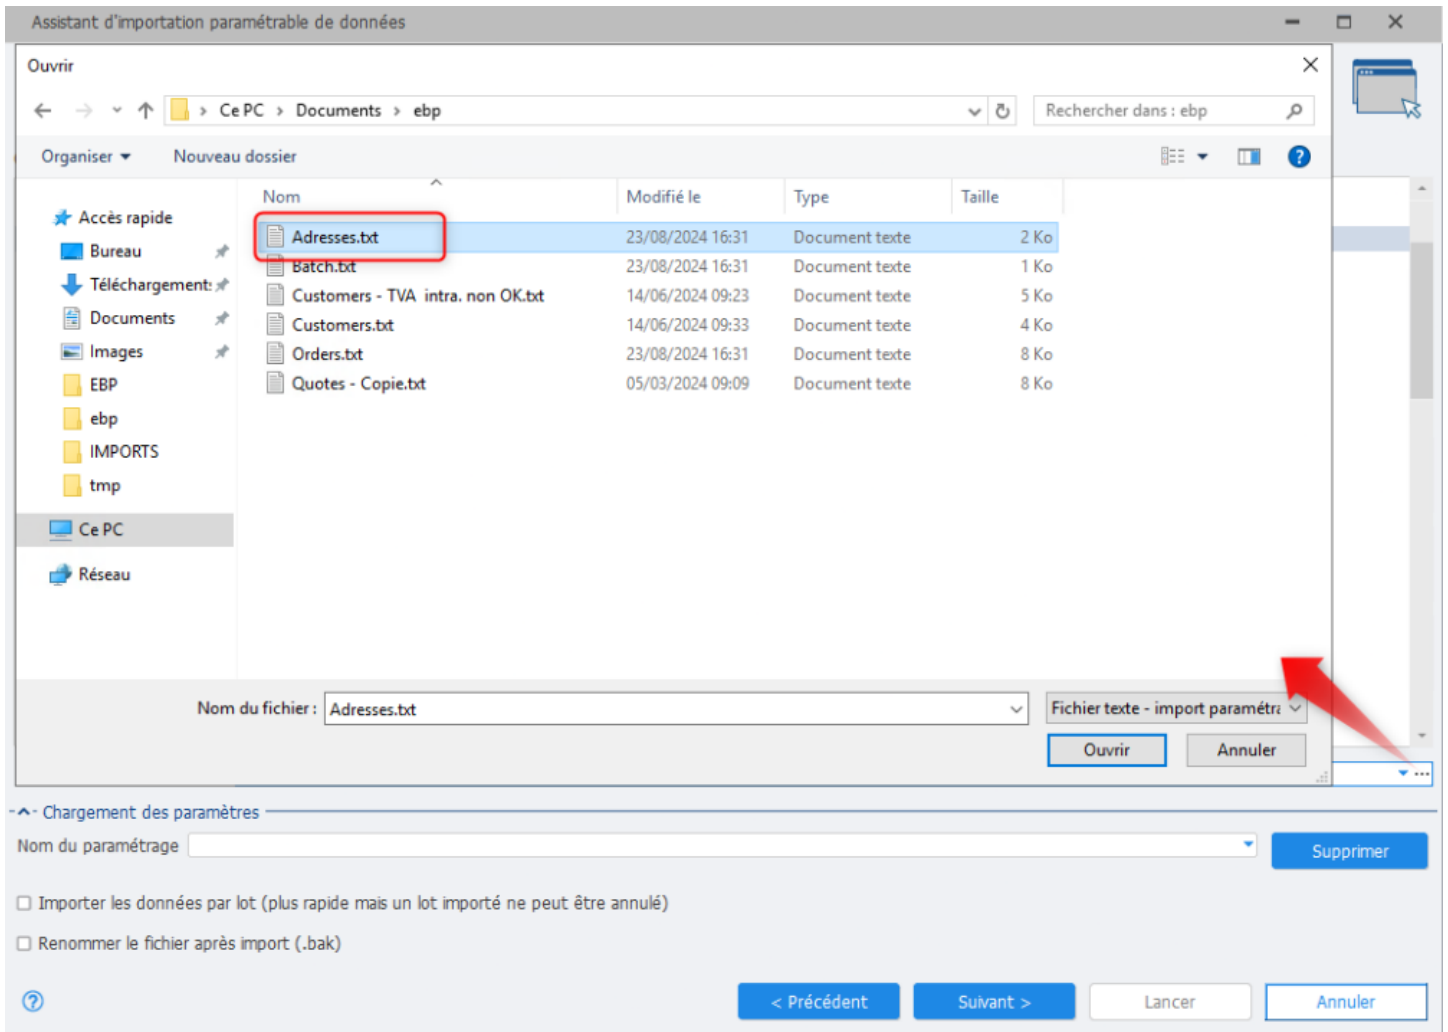 Assistant d'importation paramétrable de données
Ouvrir
Ce PC > Documents > ebp
Rechercher dans : ebp
Organiser
Nouveau dossier
Nom Modifié le Type Taille
Accès rapide
Bureau
Téléchargement
Documents
Images
EBP
ebp
IMPORTS
tmp
Ce PC
Réseau
Adresses.txt 23/08/2024 16:31 Document texte 2 Ko
Batch.txt 23/08/2024 16:31 Document texte 1 Ko
Customers - TVA intra. non OK.txt 14/06/2024 09:23 Document texte 5 Ko
Customers.txt 14/06/2024 09:33 Document texte 4 Ko
Orders.txt 23/08/2024 16:31 Document texte 8 Ko
Quotes - Copie.txt 05/03/2024 09:09 Document texte 8 Ko
Nom du fichier : Adresses.txt
Fichier texte - import paramétra
Ouvrir
Annuler
Chargement des paramètres
Nom du paramétrage
Supprimer
Importer les données par lot (plus rapide mais un lot importé ne peut être annulé)
Renommer le fichier après import (.bak)
< Précédent
Suivant >
Lancer
Annuler